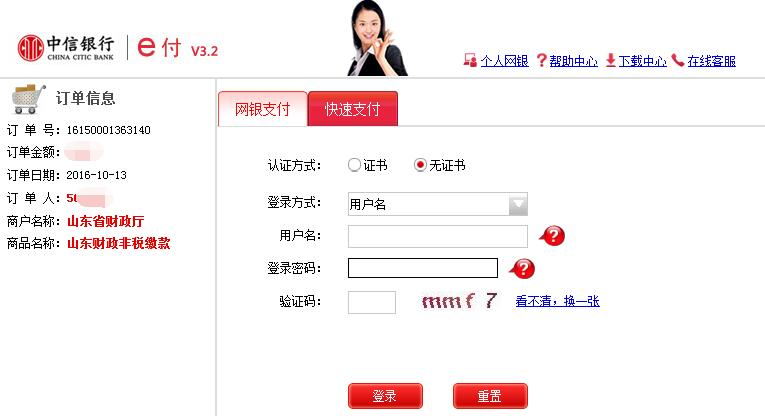 中信银行
CHINA CITIC BANK
e付 V3.2
个人网银 帮助中心 下载中心 在线客服
订单信息
订 单 号：16150001363140
订单金额：
订单日期：2016-10-13
订 单 人：
商户名称：山东省财政厅
商品名称：山东财政非税缴款
网银支付 快速支付
认证方式： 证书 无证书
登录方式： 用户名
用户名：
登录密码：
验证码： mmf7 看不清，换一张
登录 重置